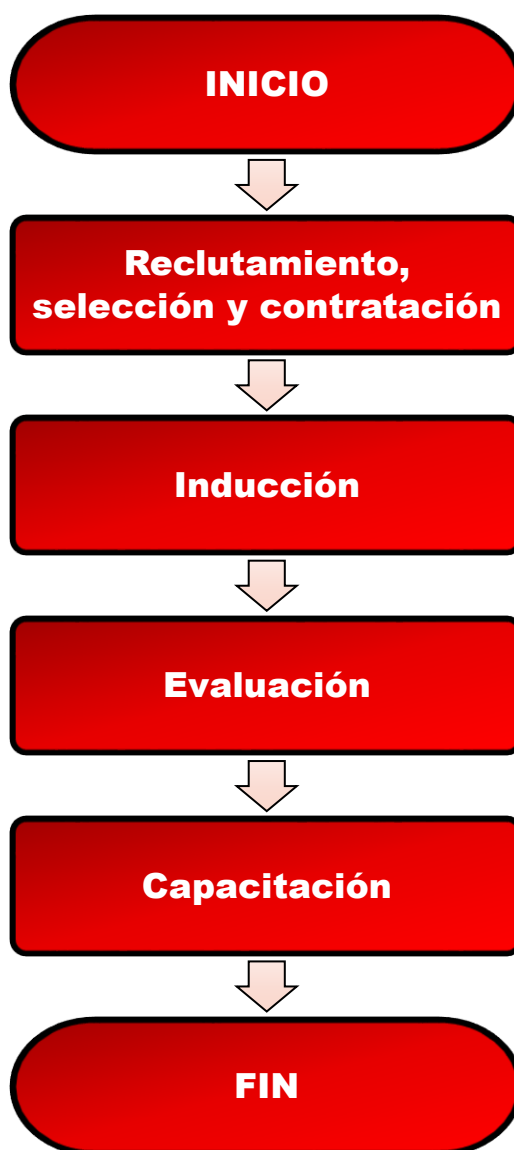 INICIO
Reclutamiento,
selección y contratación
Inducción
Evaluación
Capacitación
FIN